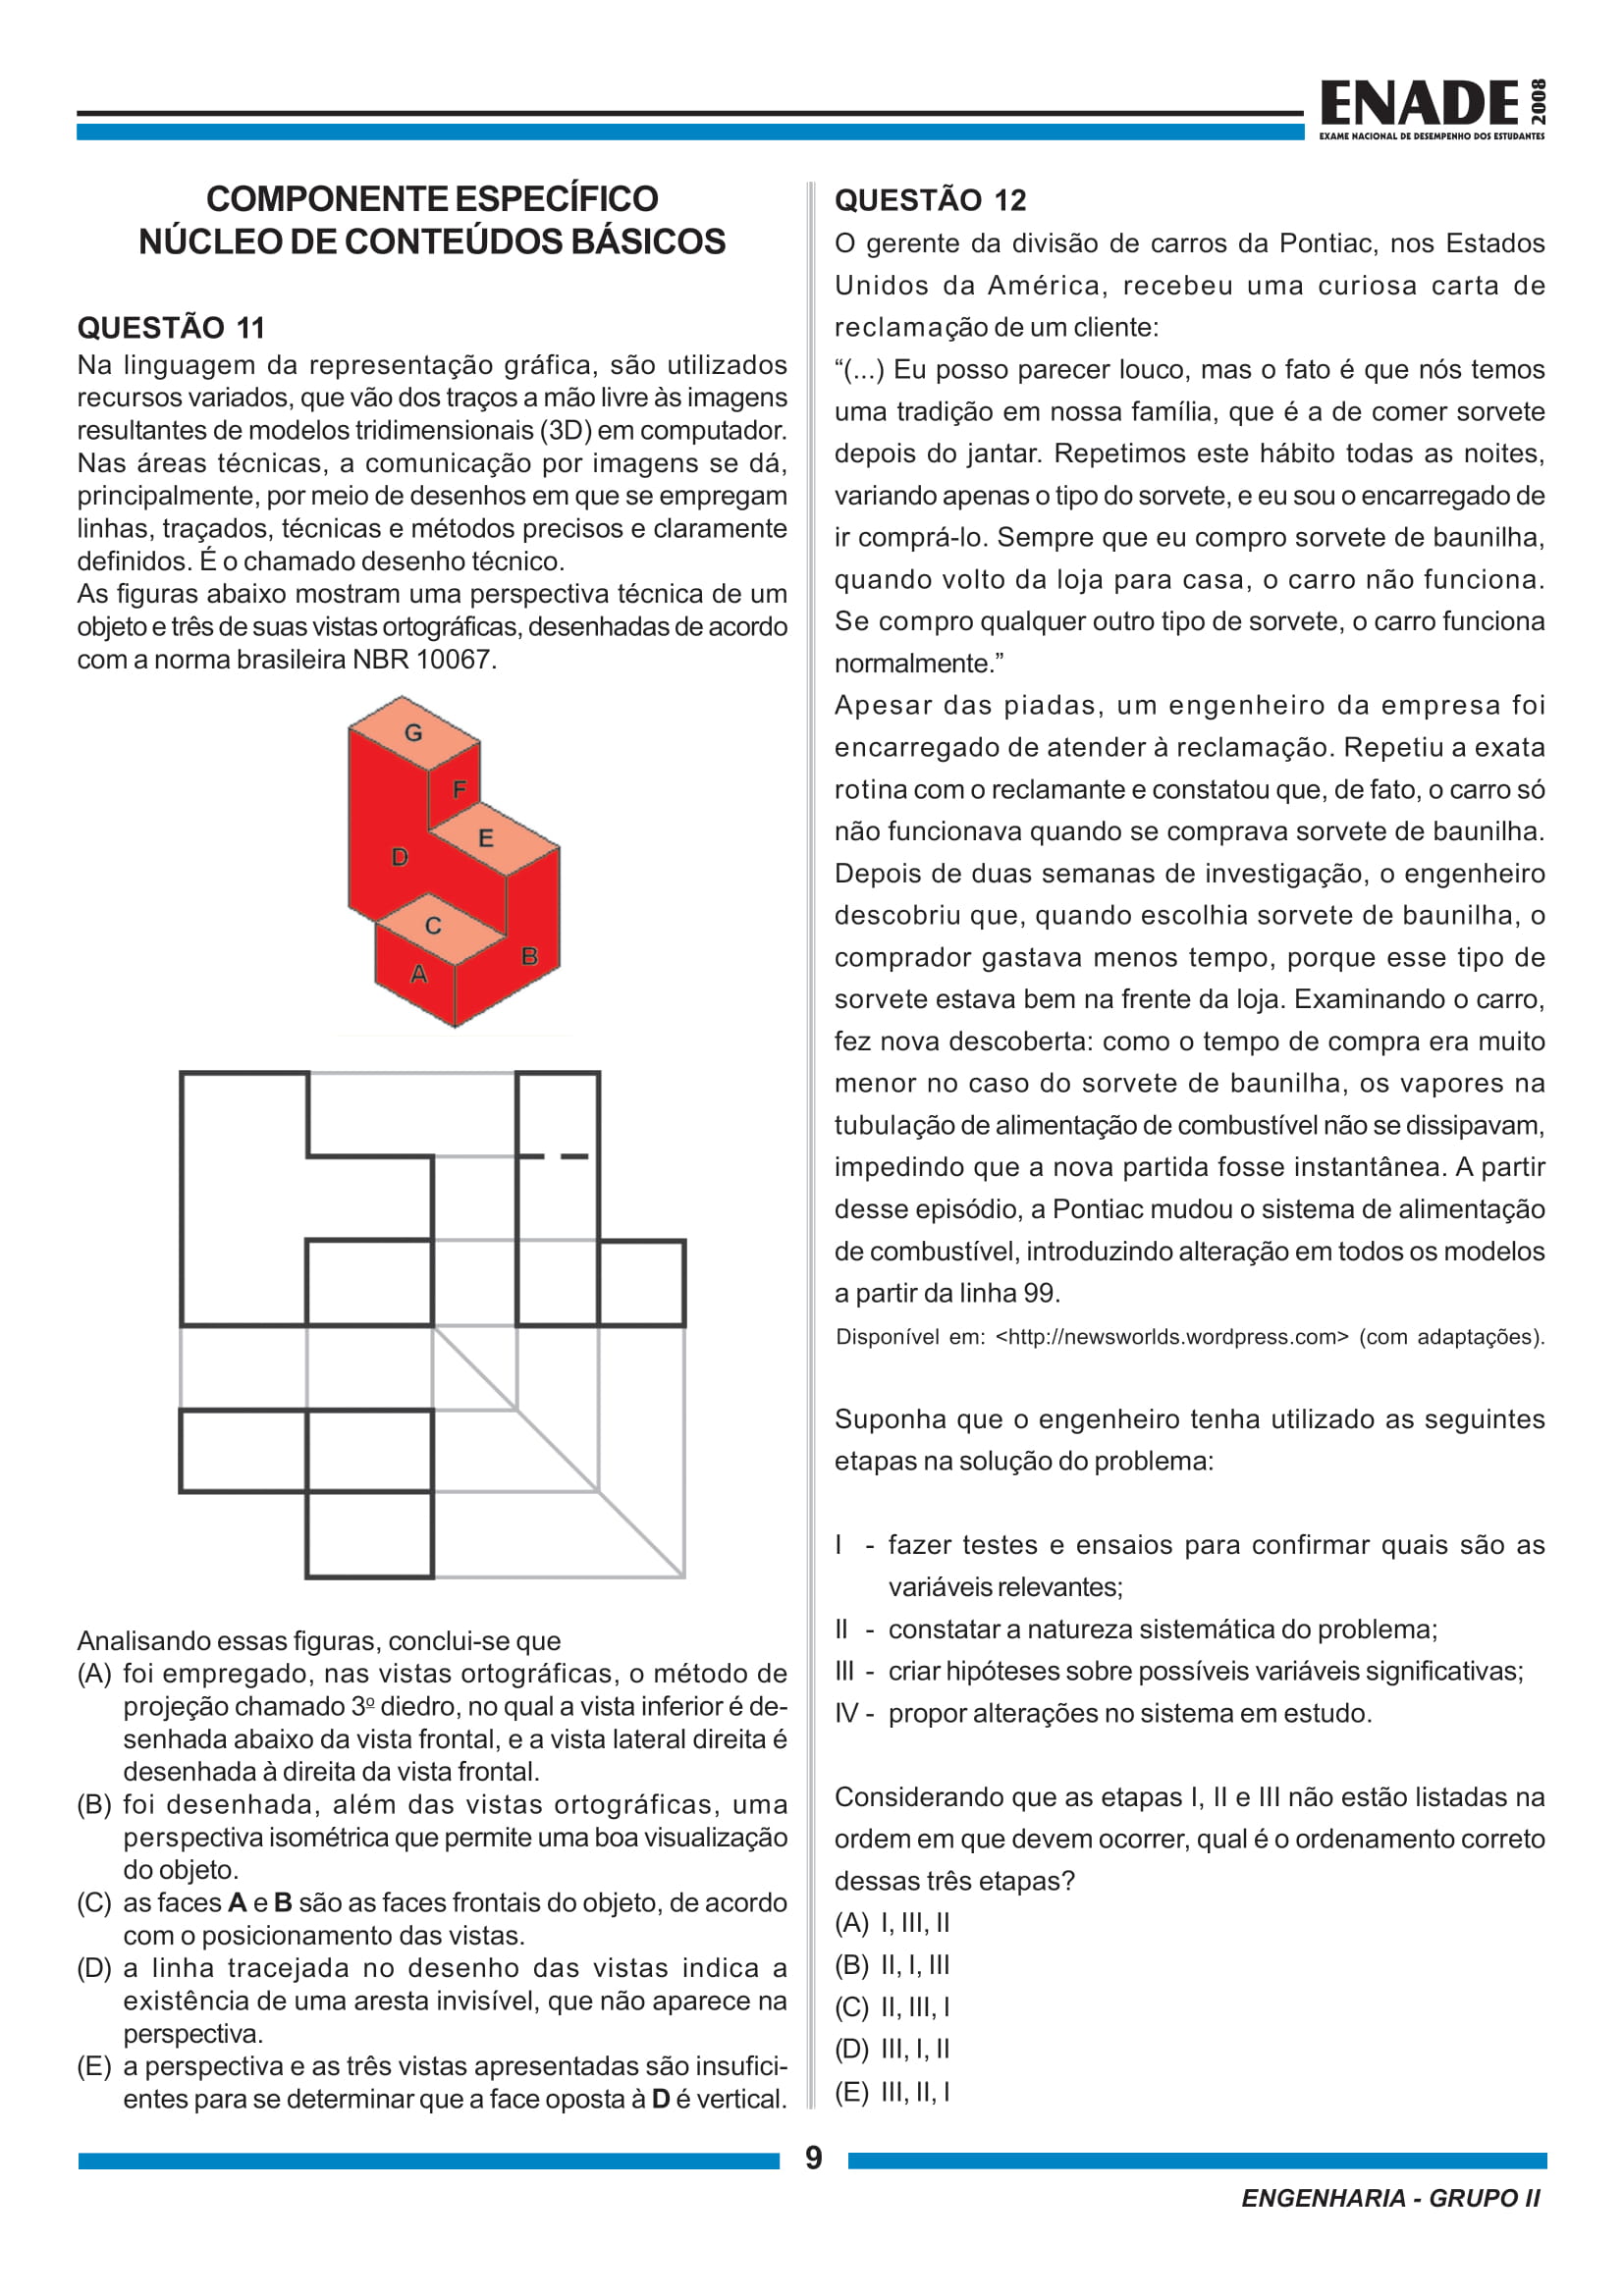 ENADE 2008
EXAME NACIONAL DE DESEMPENHO DOS ESTUDANTES
COMPONENTE ESPECÍFICO
NÚCLEO DE CONTEÚDOS BÁSICOS
QUESTÃO 11
Na linguagem da representação gráfica, são utilizados
recursos variados, que vão dos traços a mão livre às imagens
resultantes de modelos tridimensionais (3D) em computador.
Nas áreas técnicas, a comunicação por imagens se dá,
principalmente, por meio de desenhos em que se empregam
linhas, traçados, técnicas e métodos precisos e claramente
definidos. É o chamado desenho técnico.
As figuras abaixo mostram uma perspectiva técnica de um
objeto e três de suas vistas ortográficas, desenhadas de acordo
com a norma brasileira NBR 10067.
G
F
E
D
C
B
A
Analisando essas figuras, conclui-se que
(A) foi empregado, nas vistas ortográficas, o método de
projeção chamado 3º diedro, no qual a vista inferior é de-
senhada abaixo da vista frontal, e a vista lateral direita é
desenhada à direita da vista frontal.
(B) foi desenhada, além das vistas ortográficas, uma
perspectiva isométrica que permite uma boa visualização
do objeto.
(C) as faces A e B são as faces frontais do objeto, de acordo
com o posicionamento das vistas.
(D) a linha tracejada no desenho das vistas indica a
existência de uma aresta invisível, que não aparece na
perspectiva.
(E) a perspectiva e as três vistas apresentadas são insufici-
entes para se determinar que a face oposta à D é vertical.
QUESTÃO 12
O gerente da divisão de carros da Pontiac, nos Estados
Unidos da América, recebeu uma curiosa carta de
reclamação de um cliente:
“(...) Eu posso parecer louco, mas o fato é que nós temos
uma tradição em nossa família, que é a de comer sorvete
depois do jantar. Repetimos este hábito todas as noites,
variando apenas o tipo do sorvete, e eu sou o encarregado de
ir comprá-lo. Sempre que eu compro sorvete de baunilha,
quando volto da loja para casa, o carro não funciona.
Se compro qualquer outro tipo de sorvete, o carro funciona
normalmente.”
Apesar das piadas, um engenheiro da empresa foi
encarregado de atender à reclamação. Repetiu a exata
rotina com o reclamante e constatou que, de fato, o carro só
não funcionava quando se comprava sorvete de baunilha.
Depois de duas semanas de investigação, o engenheiro
descobriu que, quando escolhia sorvete de baunilha, o
comprador gastava menos tempo, porque esse tipo de
sorvete estava bem na frente da loja. Examinando o carro,
fez nova descoberta: como o tempo de compra era muito
menor no caso do sorvete de baunilha, os vapores na
tubulação de alimentação de combustível não se dissipavam,
impedindo que a nova partida fosse instantânea. A partir
desse episódio, a Pontiac mudou o sistema de alimentação
de combustível, introduzindo alteração em todos os modelos
a partir da linha 99.
Disponível em: <http://newsworlds.wordpress.com> (com adaptações).
Suponha que o engenheiro tenha utilizado as seguintes
etapas na solução do problema:
I - fazer testes e ensaios para confirmar quais são as
variáveis relevantes;
II - constatar a natureza sistemática do problema;
III - criar hipóteses sobre possíveis variáveis significativas;
IV - propor alterações no sistema em estudo.
Considerando que as etapas I, II e III não estão listadas na
ordem em que devem ocorrer, qual é o ordenamento correto
dessas três etapas?
(A) I, III, II
(B) II, I, III
(C) II, III, I
(D) III, I, II
(E) III, II, I
9
ENGENHARIA - GRUPO II